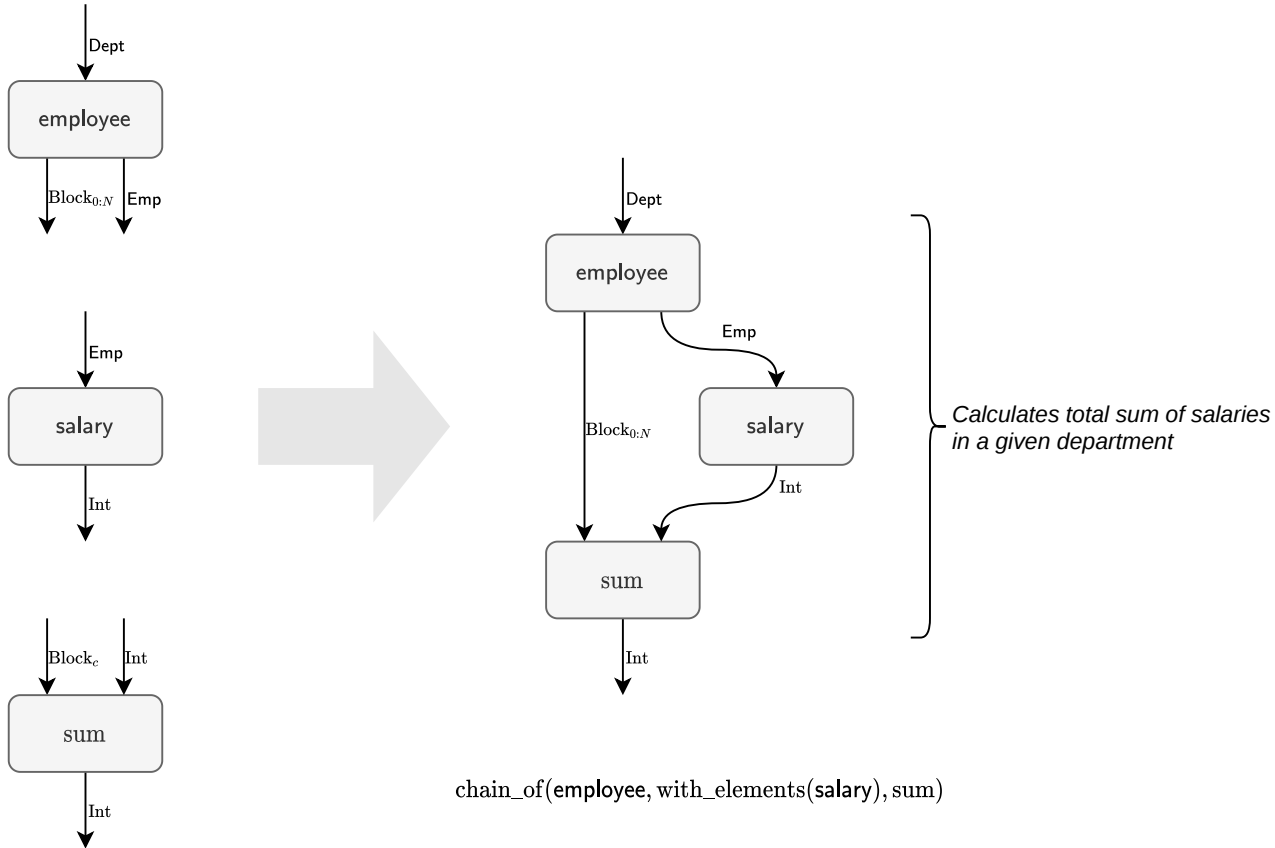 Dept
employee
Block₀:N Emp
Emp
salary
Int
Block_c Int
sum
Int
Dept
employee
Emp
Block₀:N
salary
Int
sum
Int
Calculates total sum of salaries
in a given department
chain_of(employee, with_elements(salary), sum)